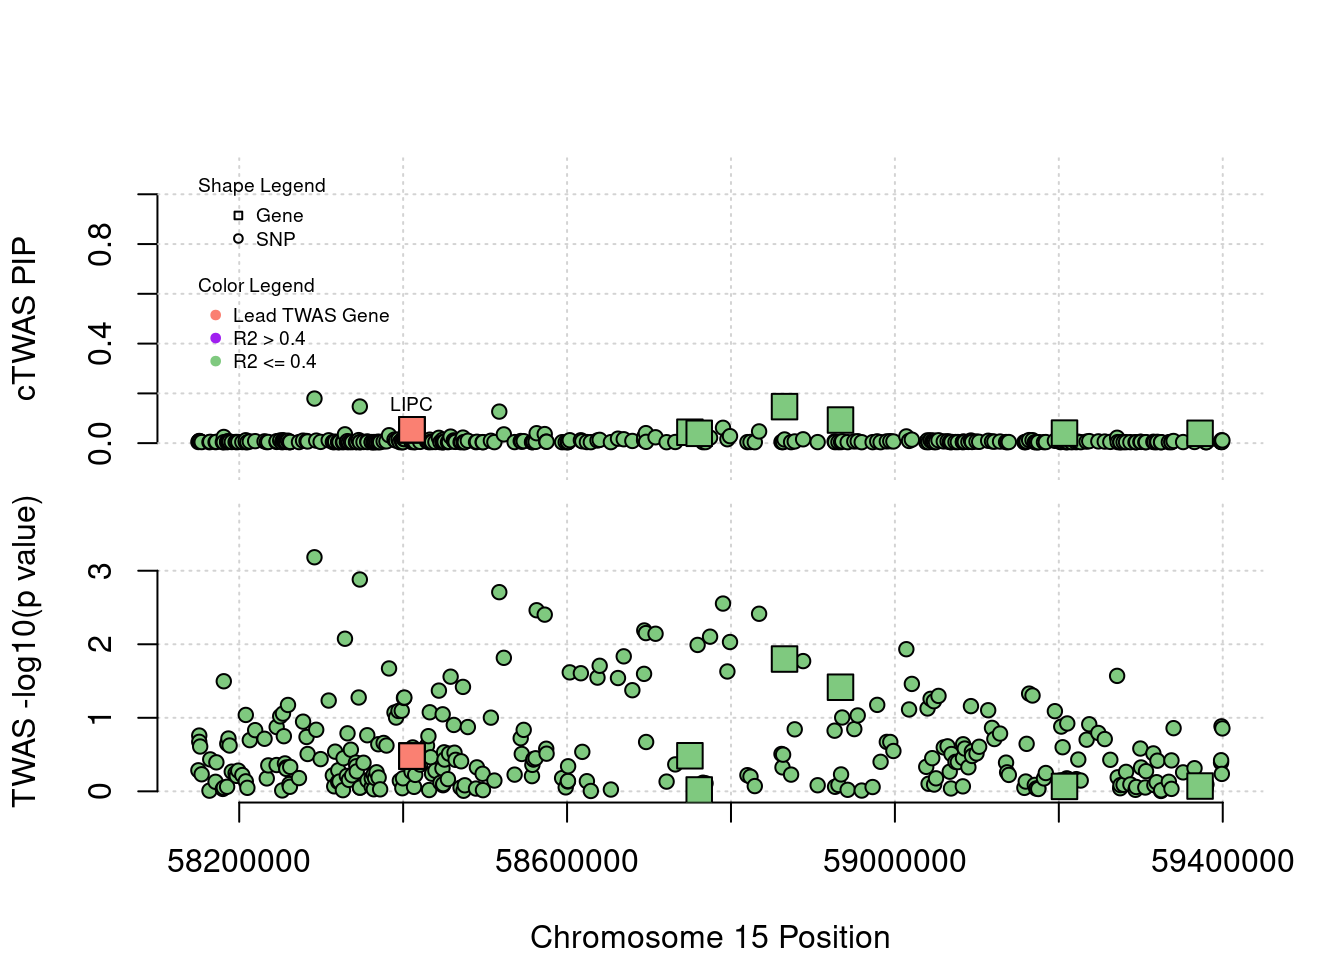 Shape Legend
Gene
SNP
Color Legend
Lead TWAS Gene
R2 > 0.4
R2 <= 0.4
LIPC
cTWAS PIP
0.0
0.4
0.8
TWAS -log10(p value)
0
1
2
3
58200000
58600000
59000000
59400000
Chromosome 15 Position